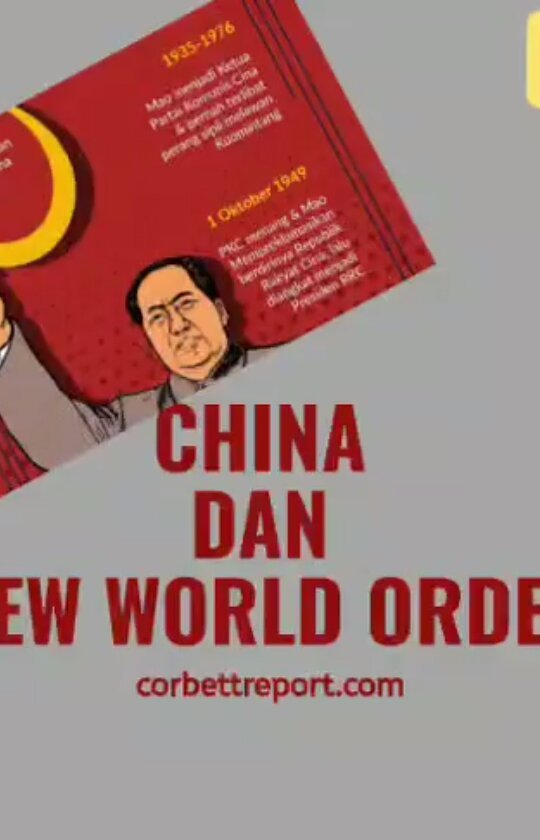 1935-1976
Mao menjadi Ketua
Partai Komunis Cina
& pernah terlibat
perang sipil melawan
Kuomintang
1 Oktober 1949
PKC menang & Mao
Memproklamasikan
berdirinya Republik
Rakyat Cina, lalu
diangkat menjadi
Presiden RRC
CHINA
DAN
EW WORLD ORDE
corbettreport.com